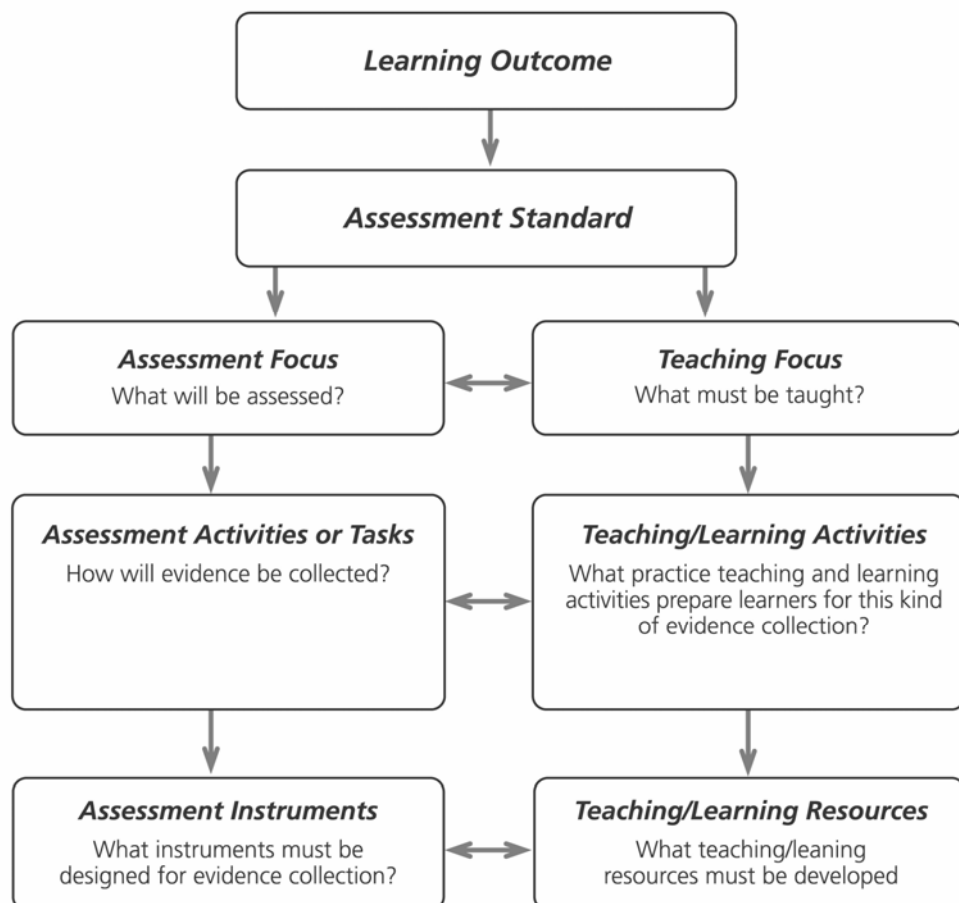 Learning Outcome
Assessment Standard
Assessment Focus
What will be assessed?
Teaching Focus
What must be taught?
Assessment Activities or Tasks
How will evidence be collected?
Teaching/Learning Activities
What practice teaching and learning
activities prepare learners for this kind
of evidence collection?
Assessment Instruments
What instruments must be
designed for evidence collection?
Teaching/Learning Resources
What teaching/leaning
resources must be developed